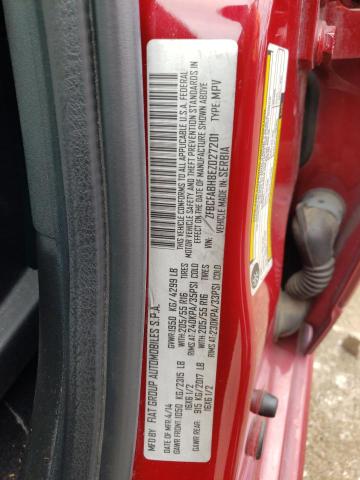 MFD BY FIAT GROUP AUTOMOBILES S.P.A.
DATE OF MFR 4/14 GVWR 1950 KG/4299 LB
GAWR FRONT: 1050 KG/2315 LB WITH 205/55 R16 TIRES
16X6 1/2 RIMS AT: 240KPA/25PSI COLD
GAWR REAR: 915 KG/2017 LB WITH 205/55 R16 TIRES
16X6 1/2 RIMS AT: 230KPA/33PSI COLD
THIS VEHICLE CONFORMS TO ALL APPLICABLE U.S.A. FEDERAL
MOTOR VEHICLE SAFETY STANDARDS
IN EFFECT ON THE DATE OF MANUFACTURE SHOWN ABOVE
VEHICLE MADE IN SERBIA
VIN: ZFBCFABH8EZ027201 TYPE: MPV